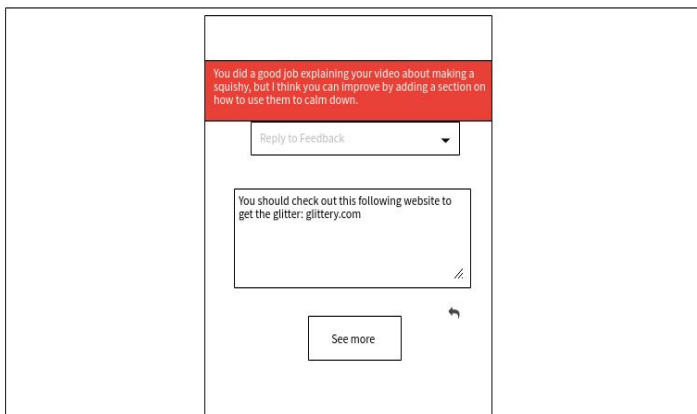 You did a good job explaining your video about making a
squishy, but I think you can improve by adding a section on
how to use them to calm down.
Reply to Feedback
You should check out this following website to
get the glitter: glittery.com
See more